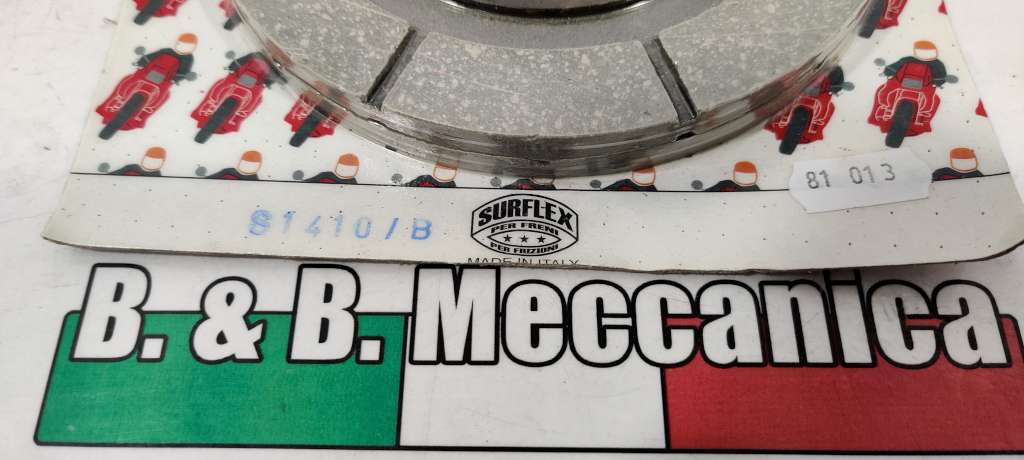 81 013
S1410/B
SURFLEX
PER FRENI
PER FRIZIONI
MADE IN ITALY
B. & B. Meccanica